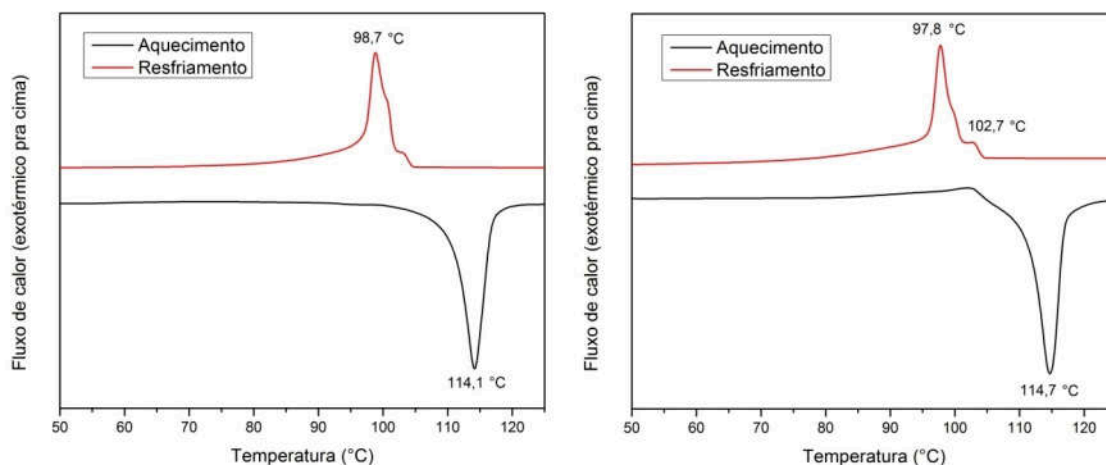 Fluxo de calor (exotérmico pra cima)
Aquecimento
Resfriamento
98,7 °C
114,1 °C
50 60 70 80 90 100 110 120
Temperatura (°C)
Fluxo de calor (exotérmico pra cima)
Aquecimento
Resfriamento
97,8 °C
102,7 °C
114,7 °C
50 60 70 80 90 100 110 120
Temperatura (°C)